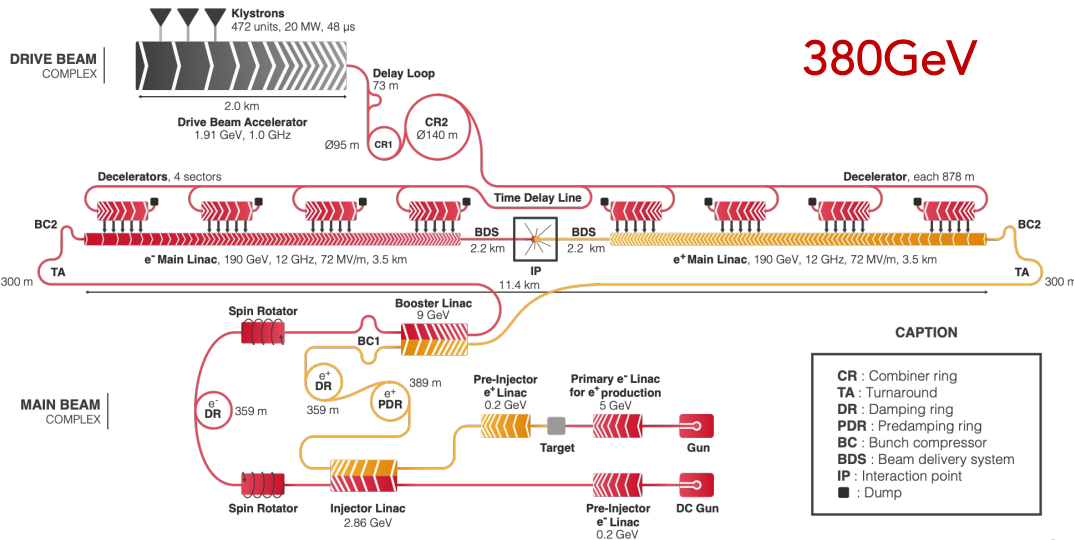 380GeV
Klystrons
472 units, 20 MW, 48 µs
DRIVE BEAM
COMPLEX
Delay Loop
73 m
2.0 km
Drive Beam Accelerator
1.91 GeV, 1.0 GHz
CR2
Ø140 m
Ø95 m
CR1
Decelerators, 4 sectors
Decelerator, each 878 m
Time Delay Line
BC2
BDS
2.2 km
BDS
2.2 km
BC2
e⁻ Main Linac, 190 GeV, 12 GHz, 72 MV/m, 3.5 km
IP
e⁺ Main Linac, 190 GeV, 12 GHz, 72 MV/m, 3.5 km
TA
300 m
TA
300 m
11.4 km
Booster Linac
9 GeV
Spin Rotator
BC1
e⁺
DR
359 m
e⁺
PDR
389 m
e⁻
DR
359 m
MAIN BEAM
COMPLEX
Pre-Injector
e⁺ Linac
0.2 GeV
Primary e⁻ Linac
for e⁺ production
5 GeV
Target
Gun
Spin Rotator
Injector Linac
2.86 GeV
Pre-Injector
e⁻ Linac
0.2 GeV
DC Gun
CAPTION
CR : Combiner ring
TA : Turnaround
DR : Damping ring
PDR : Predamping ring
BC : Bunch compressor
BDS : Beam delivery system
IP : Interaction point
: Dump